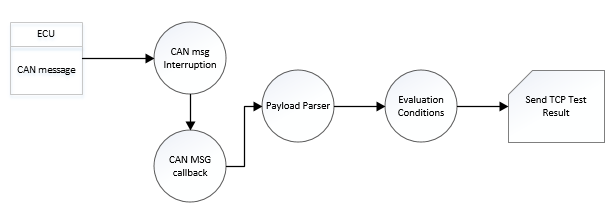 ECU
CAN message
CAN msg
Interruption
CAN MSG
callback
Payload Parser
Evaluation
Conditions
Send TCP Test
Result